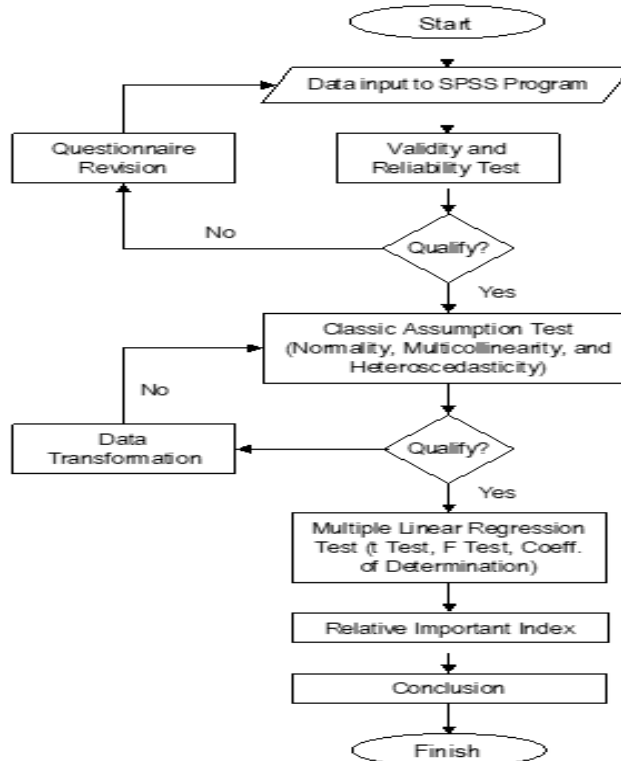 Start
Data input to SPSS Program
Questionnaire
Revision
Validity and
Reliability Test
No
Qualify?
Yes
Classic Assumption Test
(Normality, Multicollinearity, and
Heteroscedasticity)
No
Data
Transformation
Qualify?
Yes
Multiple Linear Regression
Test (t Test, F Test, Coeff.
of Determination)
Relative Important Index
Conclusion
Finish